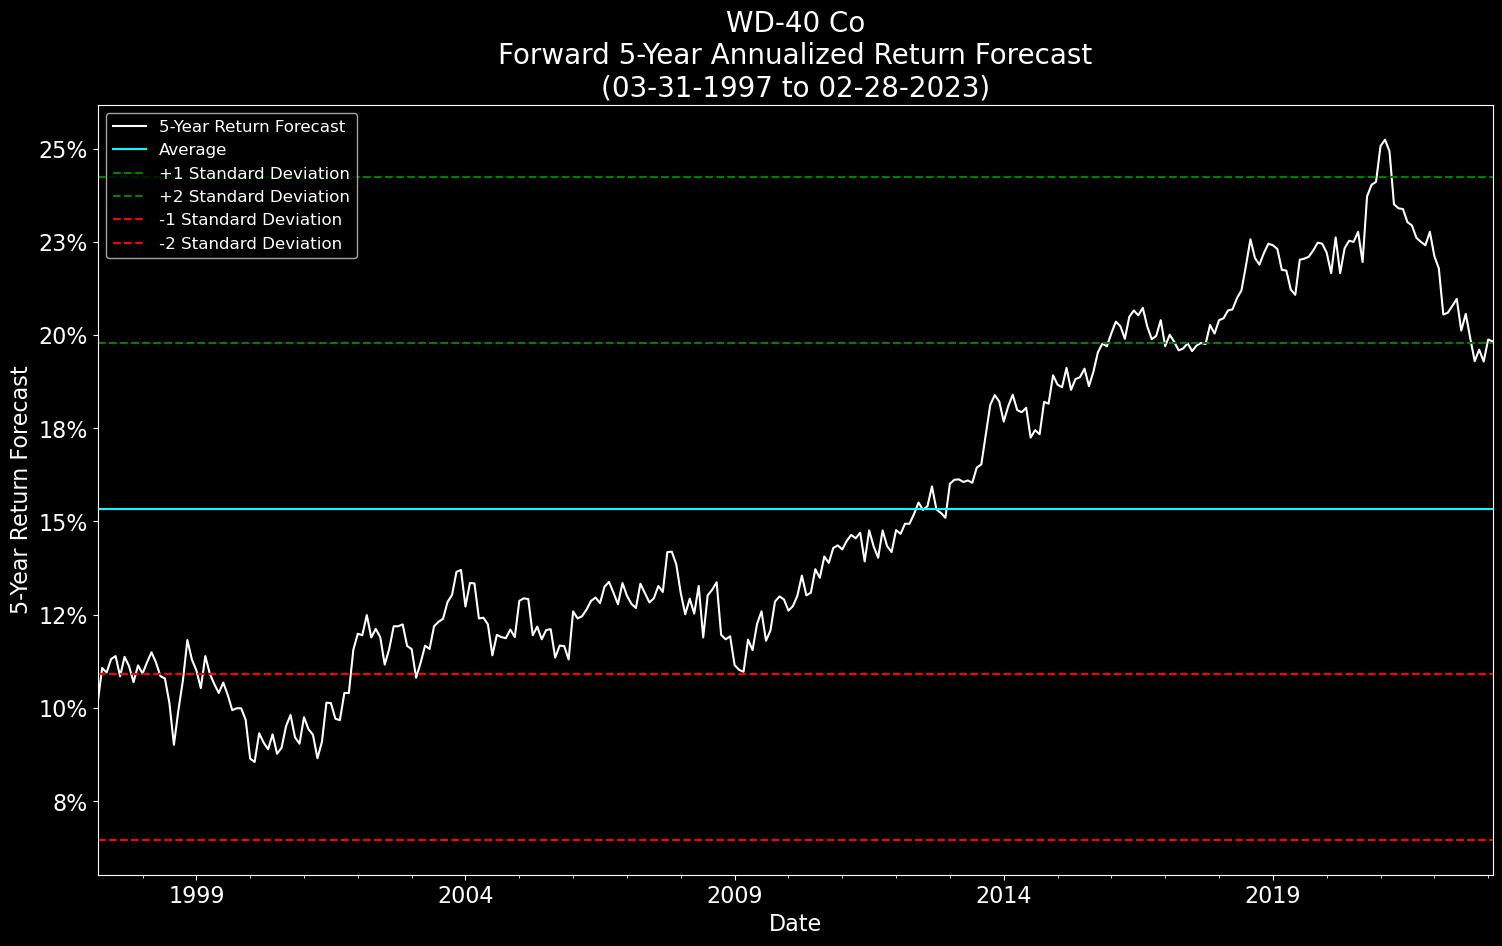 WD-40 Co
Forward 5-Year Annualized Return Forecast
(03-31-1997 to 02-28-2023)
5-Year Return Forecast
Average
+1 Standard Deviation
+2 Standard Deviation
-1 Standard Deviation
-2 Standard Deviation
25%
23%
20%
18%
15%
12%
10%
8%
5-Year Return Forecast
1999
2004
2009
2014
2019
Date